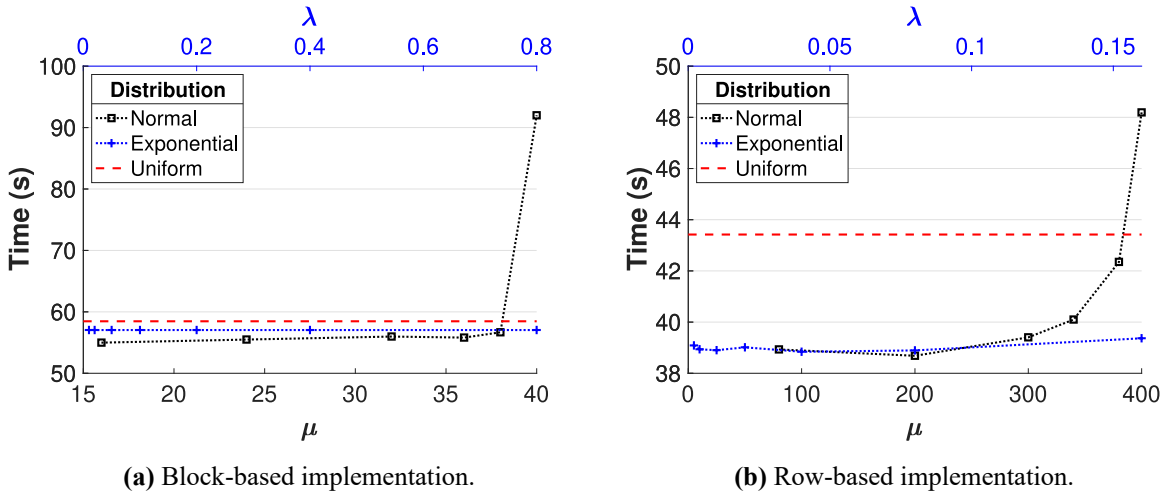 λ
0 0.2 0.4 0.6 0.8
100
90
80
70
60
50
Time (s)
Distribution
Normal
Exponential
Uniform
15 20 25 30 35 40
μ
(a) Block-based implementation.
λ
0 0.05 0.1 0.15
50
48
46
44
42
40
38
Time (s)
Distribution
Normal
Exponential
Uniform
0 100 200 300 400
μ
(b) Row-based implementation.